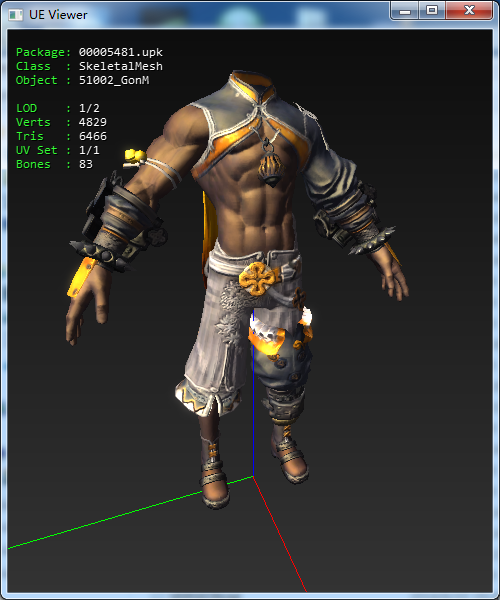 UE Viewer
Package: 00005481.upk
Class : SkeletalMesh
Object : 51002_GonM
LOD : 1/2
Verts : 4829
Tris : 6466
UV Set : 1/1
Bones : 83